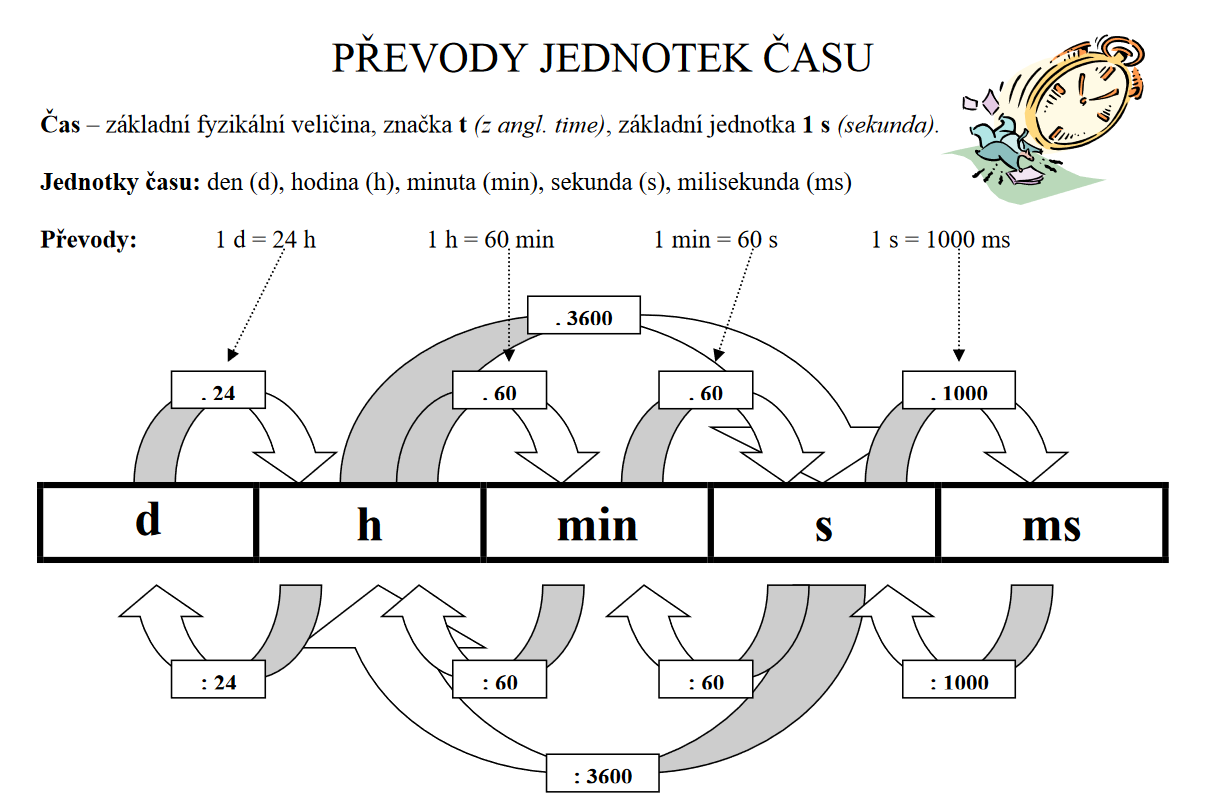 PŘEVODY JEDNOTEK ČASU
Čas – základní fyzikální veličina, značka t (z angl. time), základní jednotka 1 s (sekunda).
Jednotky času: den (d), hodina (h), minuta (min), sekunda (s), milisekunda (ms)
Převody: 1 d = 24 h 1 h = 60 min 1 min = 60 s 1 s = 1000 ms
. 3600
. 24 . 60 . 60 . 1000
d h min s ms
: 24 : 60 : 60 : 1000
: 3600